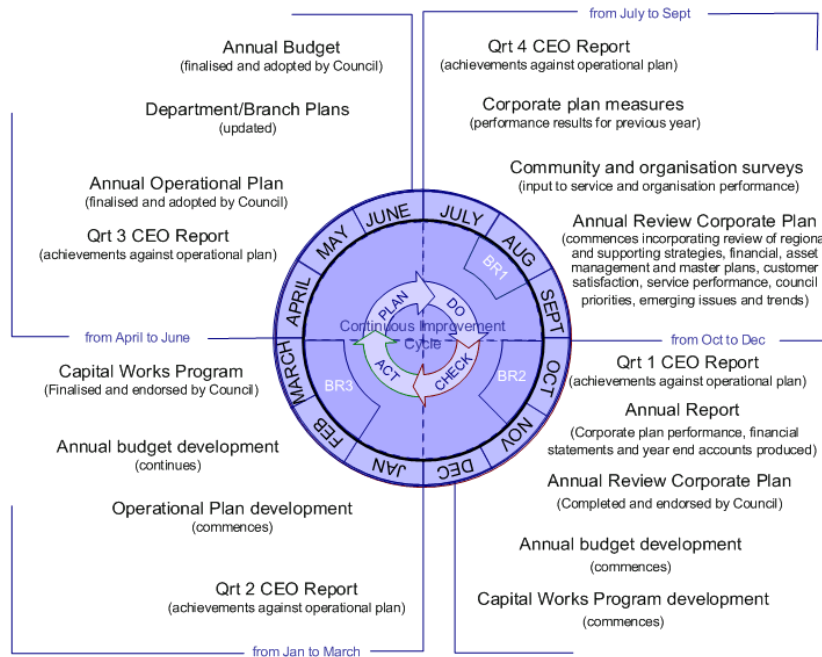 from July to Sept
Annual Budget
(finalised and adopted by Council)
Department/Branch Plans
(updated)
Annual Operational Plan
(finalised and adopted by Council)
Qrt 3 CEO Report
(achievements against operational plan)
from April to June
Qrt 4 CEO Report
(achievements against operational plan)
Corporate plan measures
(performance results for previous year)
Community and organisation surveys
(input to service and organisation performance)
Annual Review Corporate Plan
(commences incorporating review of regional
and supporting strategies, financial, asset
management and master plans, customer
satisfaction, service performance, council
priorities, emerging issues and trends)
from Oct to Dec
JULY
AUG
SEPT
OCT
NOV
DEC
JAN
FEB
MARCH
APRIL
MAY
JUNE
BR1
BR2
BR3
PLAN
DO
CHECK
ACT
Continuous Improvement
Cycle
Capital Works Program
(Finalised and endorsed by Council)
Annual budget development
(continues)
Operational Plan development
(commences)
Qrt 2 CEO Report
(achievements against operational plan)
from Jan to March
Qrt 1 CEO Report
(achievements against operational plan)
Annual Report
(Corporate plan performance, financial
statements and year end accounts produced)
Annual Review Corporate Plan
(Completed and endorsed by Council)
Annual budget development
(commences)
Capital Works Program development
(commences)